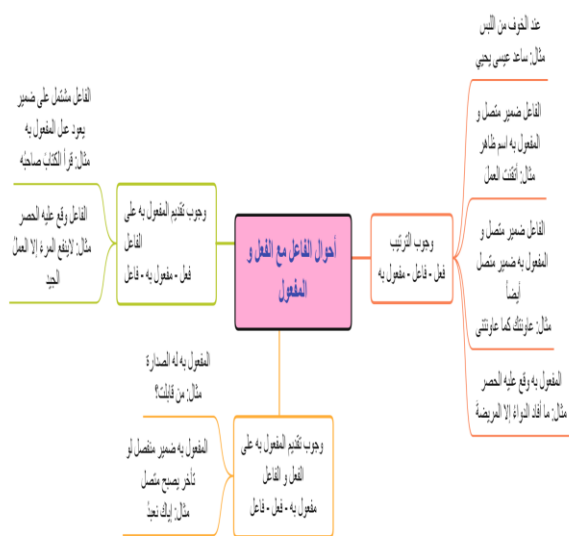 أحوال الفاعل مع الفعل و
المفعول
وجوب الترتيب
فعل - فاعل - مفعول به
عند الخوف من اللبس
مثال: ساعد عيسى يحيي
الفاعل ضمير متصل و
المفعول به اسم ظاهر
مثال: أتقنت العمل
الفاعل ضمير متصل و
المفعول به ضمير متصل
أيضاً
مثال: عاونتك كما عاونتنى
المفعول به وقع عليه الحصر
مثال: ما أفاد الدواءُ إلا المريضة
وجوب تقديم المفعول به على
الفاعل
فعل - مفعول به - فاعل
الفاعل مشتمل على ضمير
يعود عل المفعول به
مثال: قرأ الكتابَ صاحبُه
الفاعل وقع عليه الحصر
مثال: لاينفع المرءَ إلا العملُ
الجيد
وجوب تقديم المفعول به على
الفعل و الفاعل
مفعول به - فعل - فاعل
المفعول به له الصدارة
مثال: من قابلت؟
المفعول به ضمير منفصل لو
تأخر يصبح متصل
مثال: إياك نعبدُ